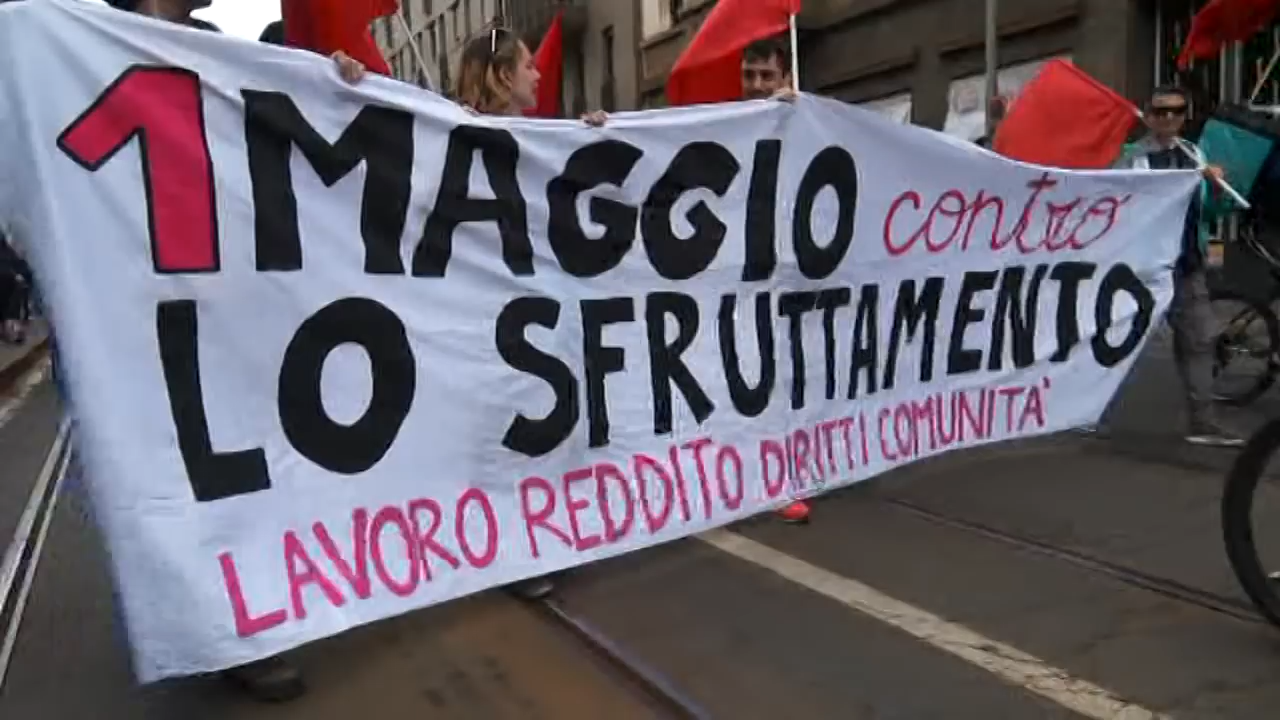 1 MAGGIO contro
LO SFRUTTAMENTO
LAVORO REDDITO DIRITTI COMUNITA'